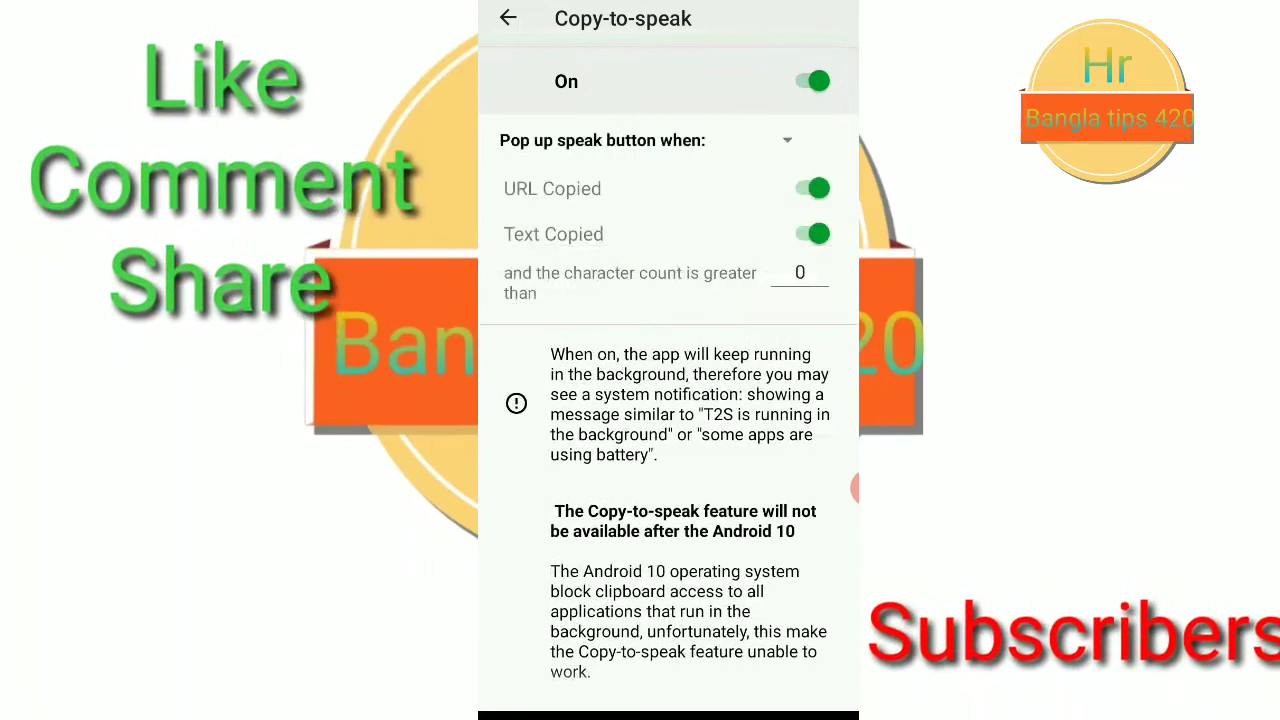 Like
Comment
Share
Copy-to-speak
On
Pop up speak button when:
URL Copied
Text Copied
and the character count is greater
than
0
When on, the app will keep running
in the background, therefore you may
see a system notification: showing a
message similar to "T2S is running in
the background" or "some apps are
using battery".
The Copy-to-speak feature will not
be available after the Android 10
The Android 10 operating system
block clipboard access to all
applications that run in the
background, unfortunately, this make
the Copy-to-speak feature unable to
work.
Hr
Bangla tips 420
Ban
20
Subscribers